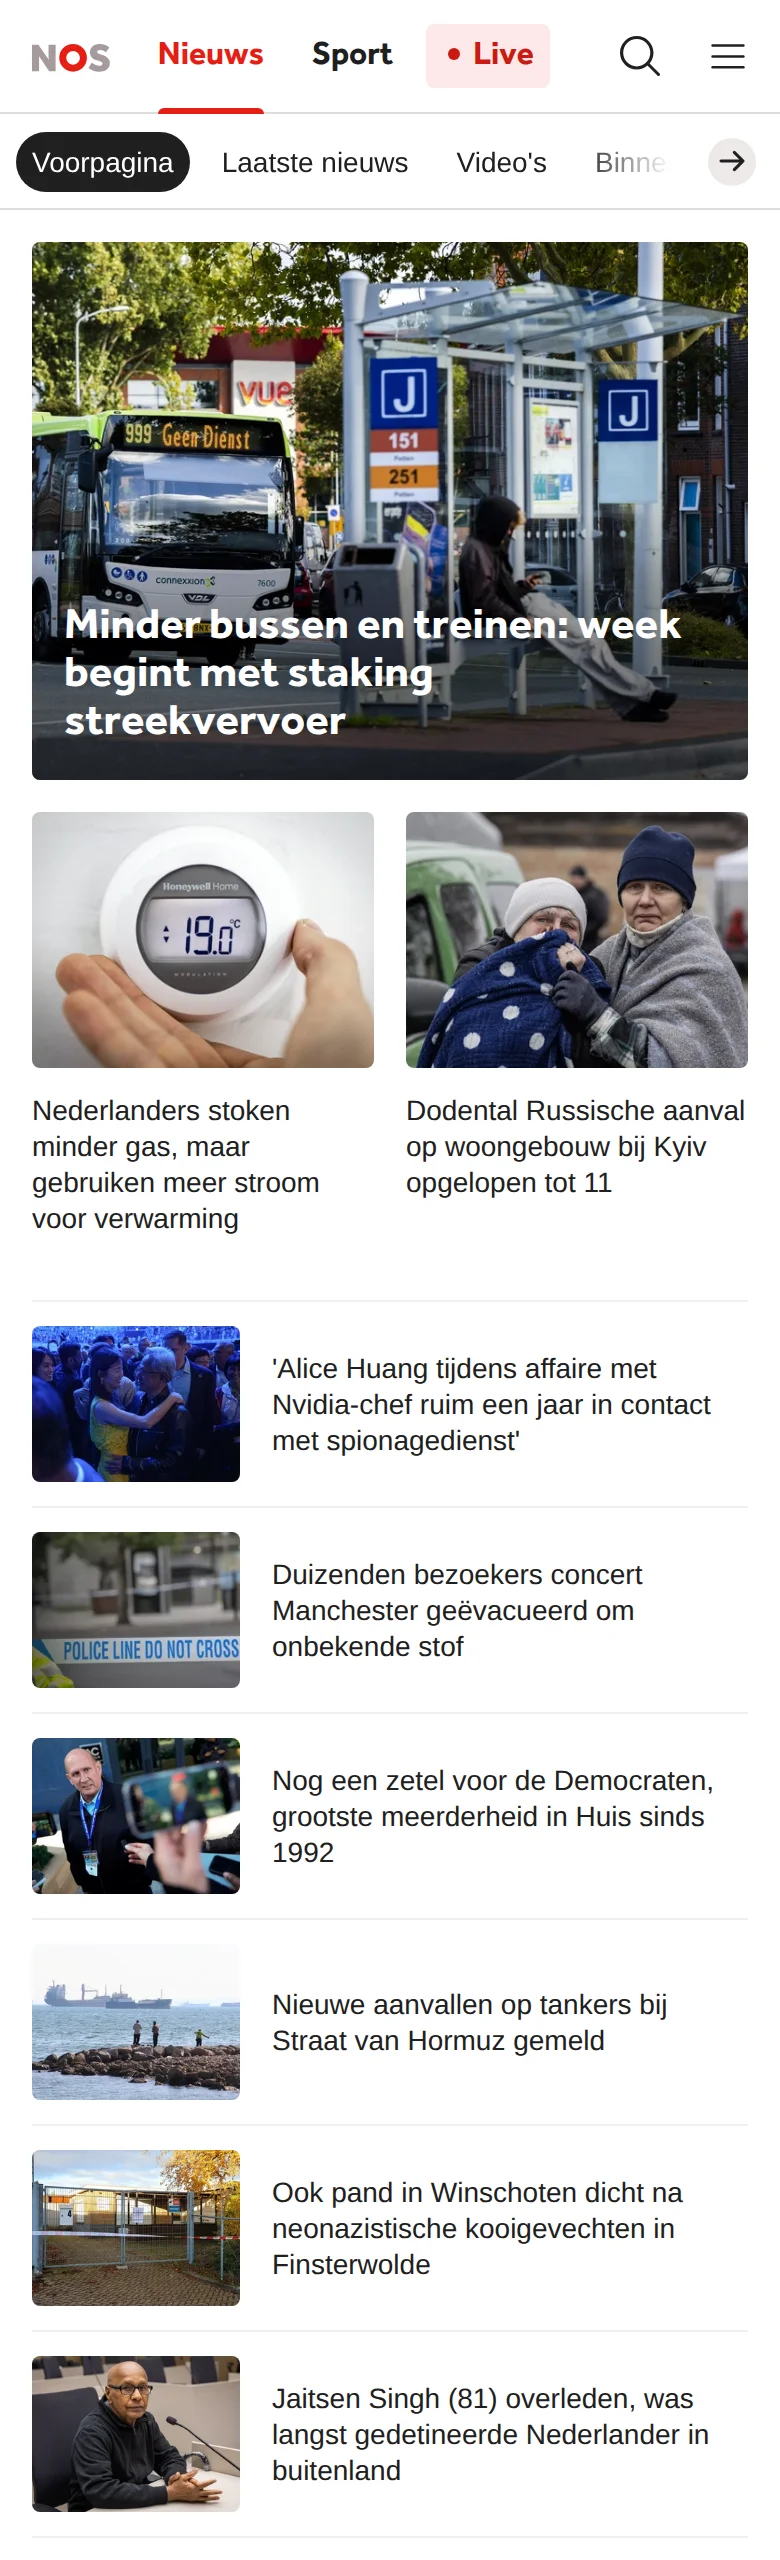 NOS Nieuws Sport Live
Voorpagina Laatste nieuws Video's Binne
vue
999 Geen Dienst
J
151
Petten
251
Petten
J
connexxion
7600
VDL
Minder bussen en treinen: week
begint met staking
streekvervoer
Honeywell Home
19.0 °C
MODULATION
Nederlanders stoken
minder gas, maar
gebruiken meer stroom
voor verwarming
Dodental Russische aanval
op woongebouw bij Kyiv
opgelopen tot 11
'Alice Huang tijdens affaire met
Nvidia-chef ruim een jaar in contact
met spionagedienst'
POLICE LINE DO NOT CROSS
Duizenden bezoekers concert
Manchester geëvacueerd om
onbekende stof
Nog een zetel voor de Democraten,
grootste meerderheid in Huis sinds
1992
Nieuwe aanvallen op tankers bij
Straat van Hormuz gemeld
4
Ook pand in Winschoten dicht na
neonazistische kooigevechten in
Finsterwolde
Jaitsen Singh (81) overleden, was
langst gedetineerde Nederlander in
buitenland